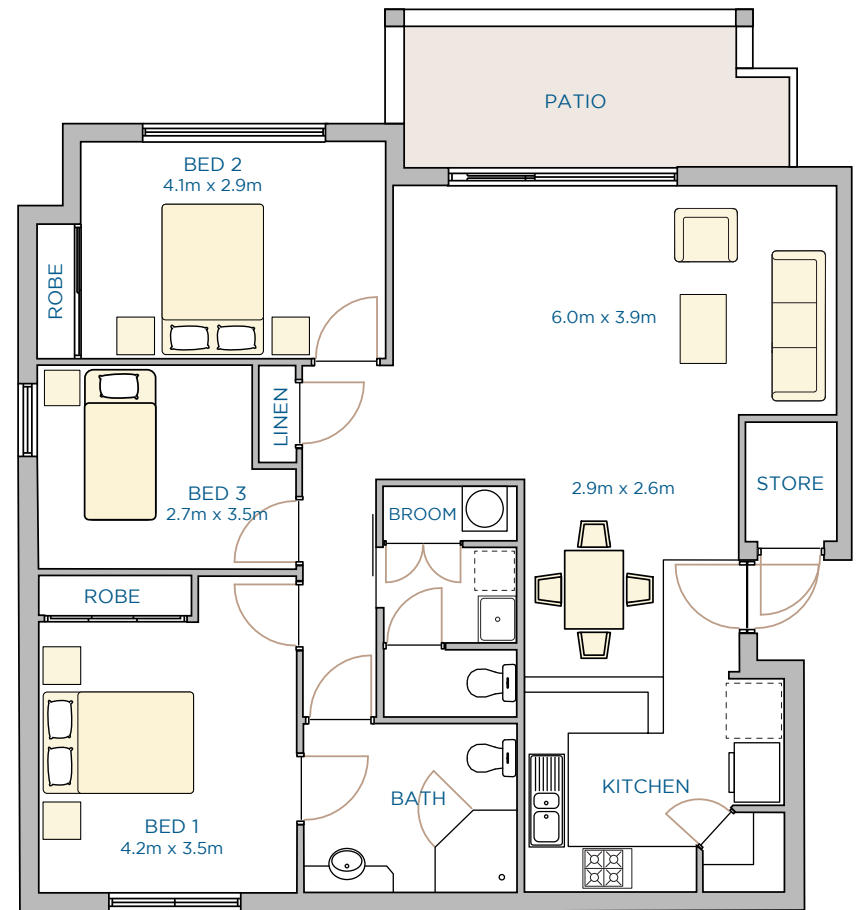 PATIO
BED 2
4.1m x 2.9m
ROBE
6.0m x 3.9m
LINEN
BED 3
2.7m x 3.5m
2.9m x 2.6m
STORE
BROOM
ROBE
KITCHEN
BATH
BED 1
4.2m x 3.5m